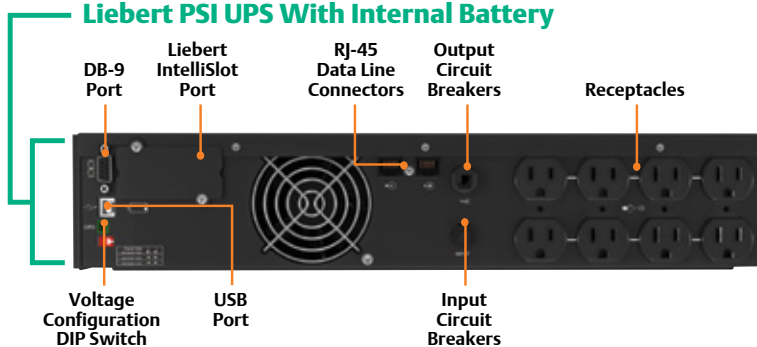 Liebert PSI UPS With Internal Battery
DB-9
Port
Liebert
IntelliSlot
Port
RJ-45
Data Line
Connectors
Output
Circuit
Breakers
Receptacles
Voltage
Configuration
DIP Switch
USB
Port
Input
Circuit
Breakers